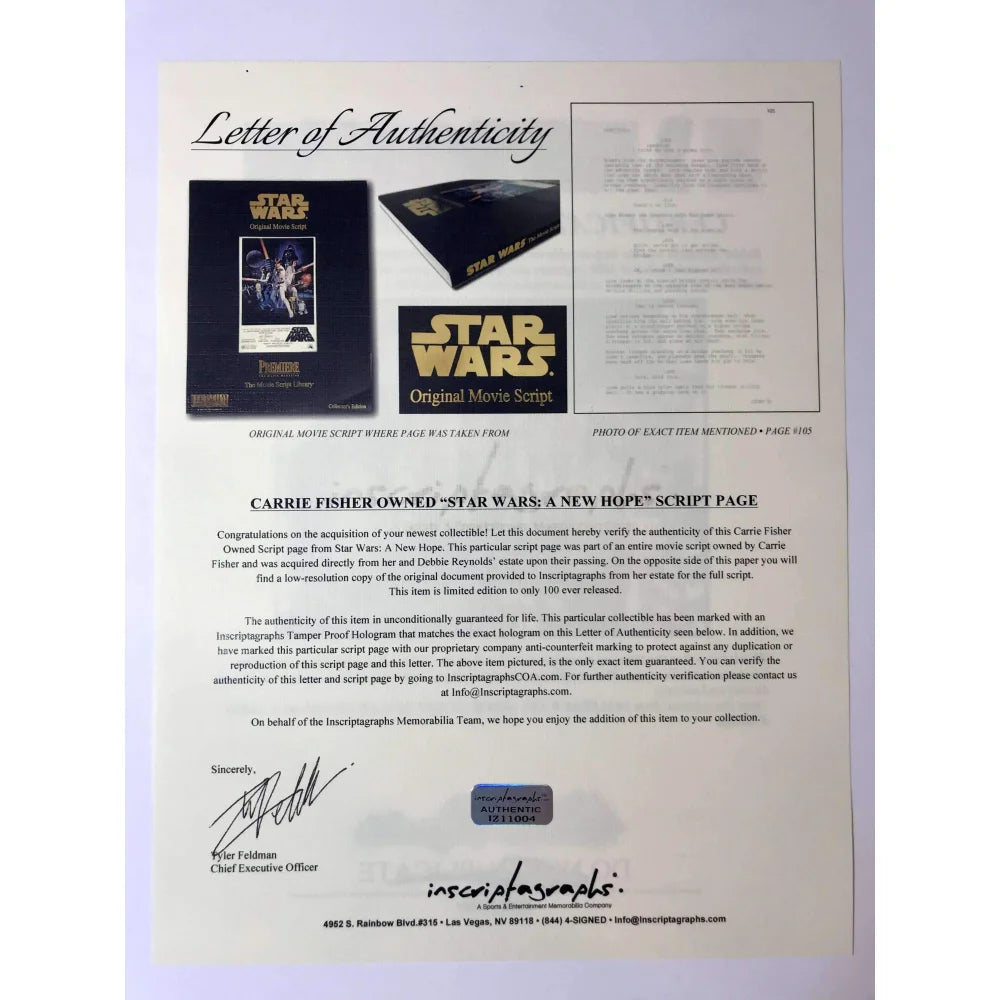 Letter of Authenticity
105
STAR
WARS
Original Movie Script
STAR
WARS
PREMIERE
The Movie Script Library
Collector's Edition
STAR
WARS
STAR WARS The Movie Script
STAR
WARS.
Original Movie Script
ORIGINAL MOVIE SCRIPT WHERE PAGE WAS TAKEN FROM
PHOTO OF EXACT ITEM MENTIONED • PAGE #105
CARRIE FISHER OWNED “STAR WARS: A NEW HOPE” SCRIPT PAGE
Congratulations on the acquisition of your newest collectible! Let this document hereby verify the authenticity of this Carrie Fisher
Owned Script page from Star Wars: A New Hope. This particular script page was part of an entire movie script owned by Carrie
Fisher and was acquired directly from her and Debbie Reynolds’ estate upon their passing. On the opposite side of this paper you will
find a low-resolution copy of the original document provided to Inscriptagraphs from her estate for the full script.
This item is limited edition to only 100 ever released.
The authenticity of this item in unconditionally guaranteed for life. This particular collectible has been marked with an
Inscriptagraphs Tamper Proof Hologram that matches the exact hologram on this Letter of Authenticity seen below. In addition, we
have marked this particular script page with our proprietary company anti-counterfeit marking to protect against any duplication or
reproduction of this script page and this letter. The above item pictured, is the only exact item guaranteed. You can verify the
authenticity of this letter and script page by going to InscriptagraphsCOA.com. For further authenticity verification please contact us
at Info@Inscriptagraphs.com.
On behalf of the Inscriptagraphs Memorabilia Team, we hope you enjoy the addition of this item to your collection.
Sincerely,
Tyler Feldman
Chief Executive Officer
inscriptagraphs
AUTHENTIC
IZ11004
inscriptagraphs.
A Sports & Entertainment Memorabilia Company
4952 S. Rainbow Blvd.#315 • Las Vegas, NV 89118 • (844) 4-SIGNED • Info@Inscriptagraphs.com